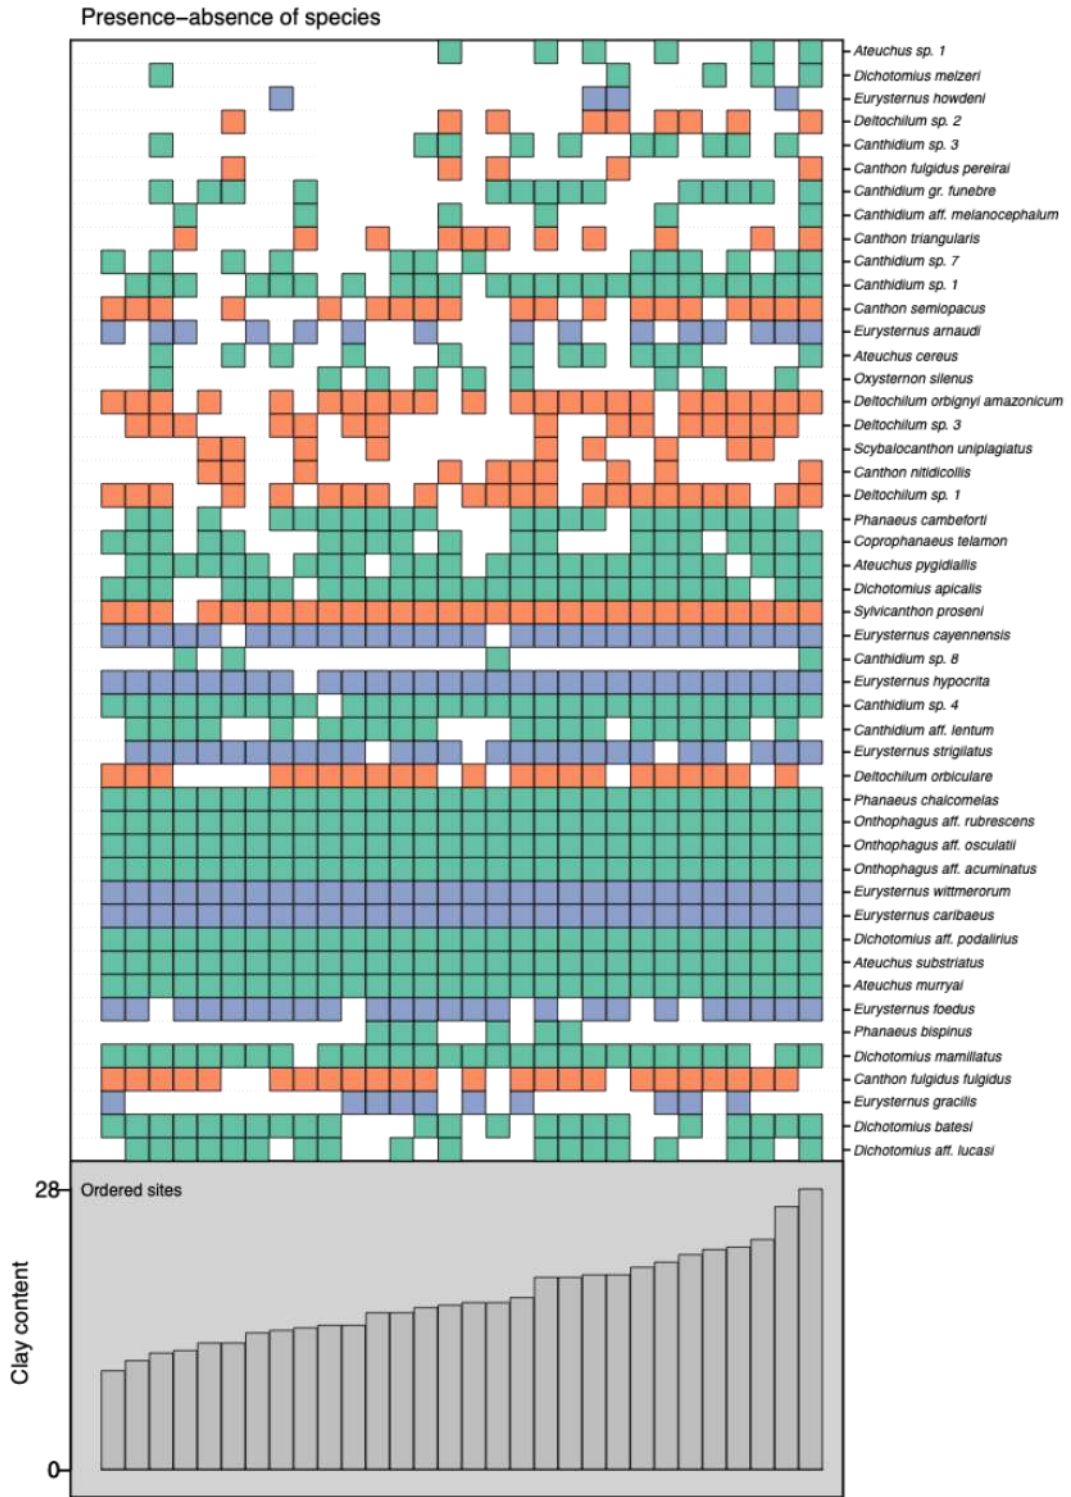 Presence–absence of species
Ateuchus sp. 1
Dichotomius melzeri
Eurysternus howdeni
Deltochilum sp. 2
Canthidium sp. 3
Canthon fulgidus pereirai
Canthidium gr. funebre
Canthidium aff. melanocephalum
Canthon triangularis
Canthidium sp. 7
Canthidium sp. 1
Canthon semiopacus
Eurysternus arnaudi
Ateuchus cereus
Oxysternon silenus
Deltochilum orbignyi amazonicum
Deltochilum sp. 3
Scybalocanthon uniplagiatus
Canthon nitidicollis
Deltochilum sp. 1
Phanaeus cambeforti
Coprophanaeus telamon
Ateuchus pygidiallis
Dichotomius apicalis
Sylvicanthon proseni
Eurysternus cayennensis
Canthidium sp. 8
Eurysternus hypocrita
Canthidium sp. 4
Canthidium aff. lentum
Eurysternus strigilatus
Deltochilum orbiculare
Phanaeus chalcomelas
Onthophagus aff. rubrescens
Onthophagus aff. osculatii
Onthophagus aff. acuminatus
Eurysternus wittmerorum
Eurysternus caribaeus
Dichotomius aff. podalirius
Ateuchus substriatus
Ateuchus murryai
Eurysternus foedus
Phanaeus bispinus
Dichotomius mamillatus
Canthon fulgidus fulgidus
Eurysternus gracilis
Dichotomius batesi
Dichotomius aff. lucasi
28
Ordered sites
Clay content
0